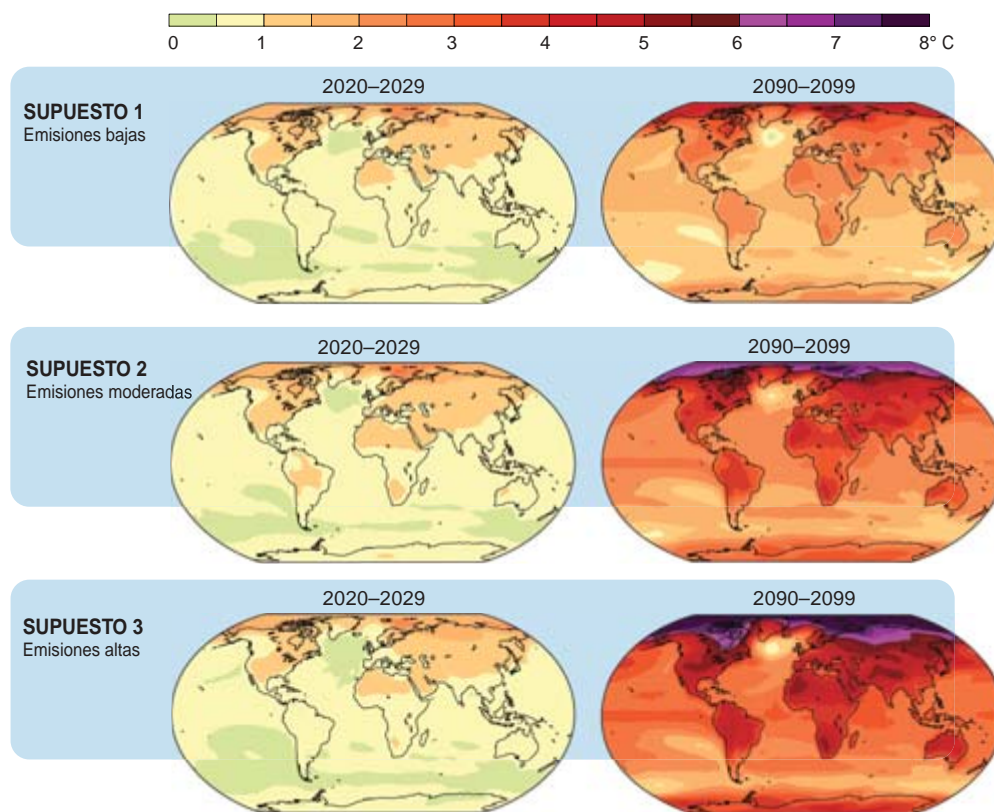 0 1 2 3 4 5 6 7 8° C
2020–2029 2090–2099
SUPUESTO 1
Emisiones bajas
2020–2029 2090–2099
SUPUESTO 2
Emisiones moderadas
2020–2029 2090–2099
SUPUESTO 3
Emisiones altas